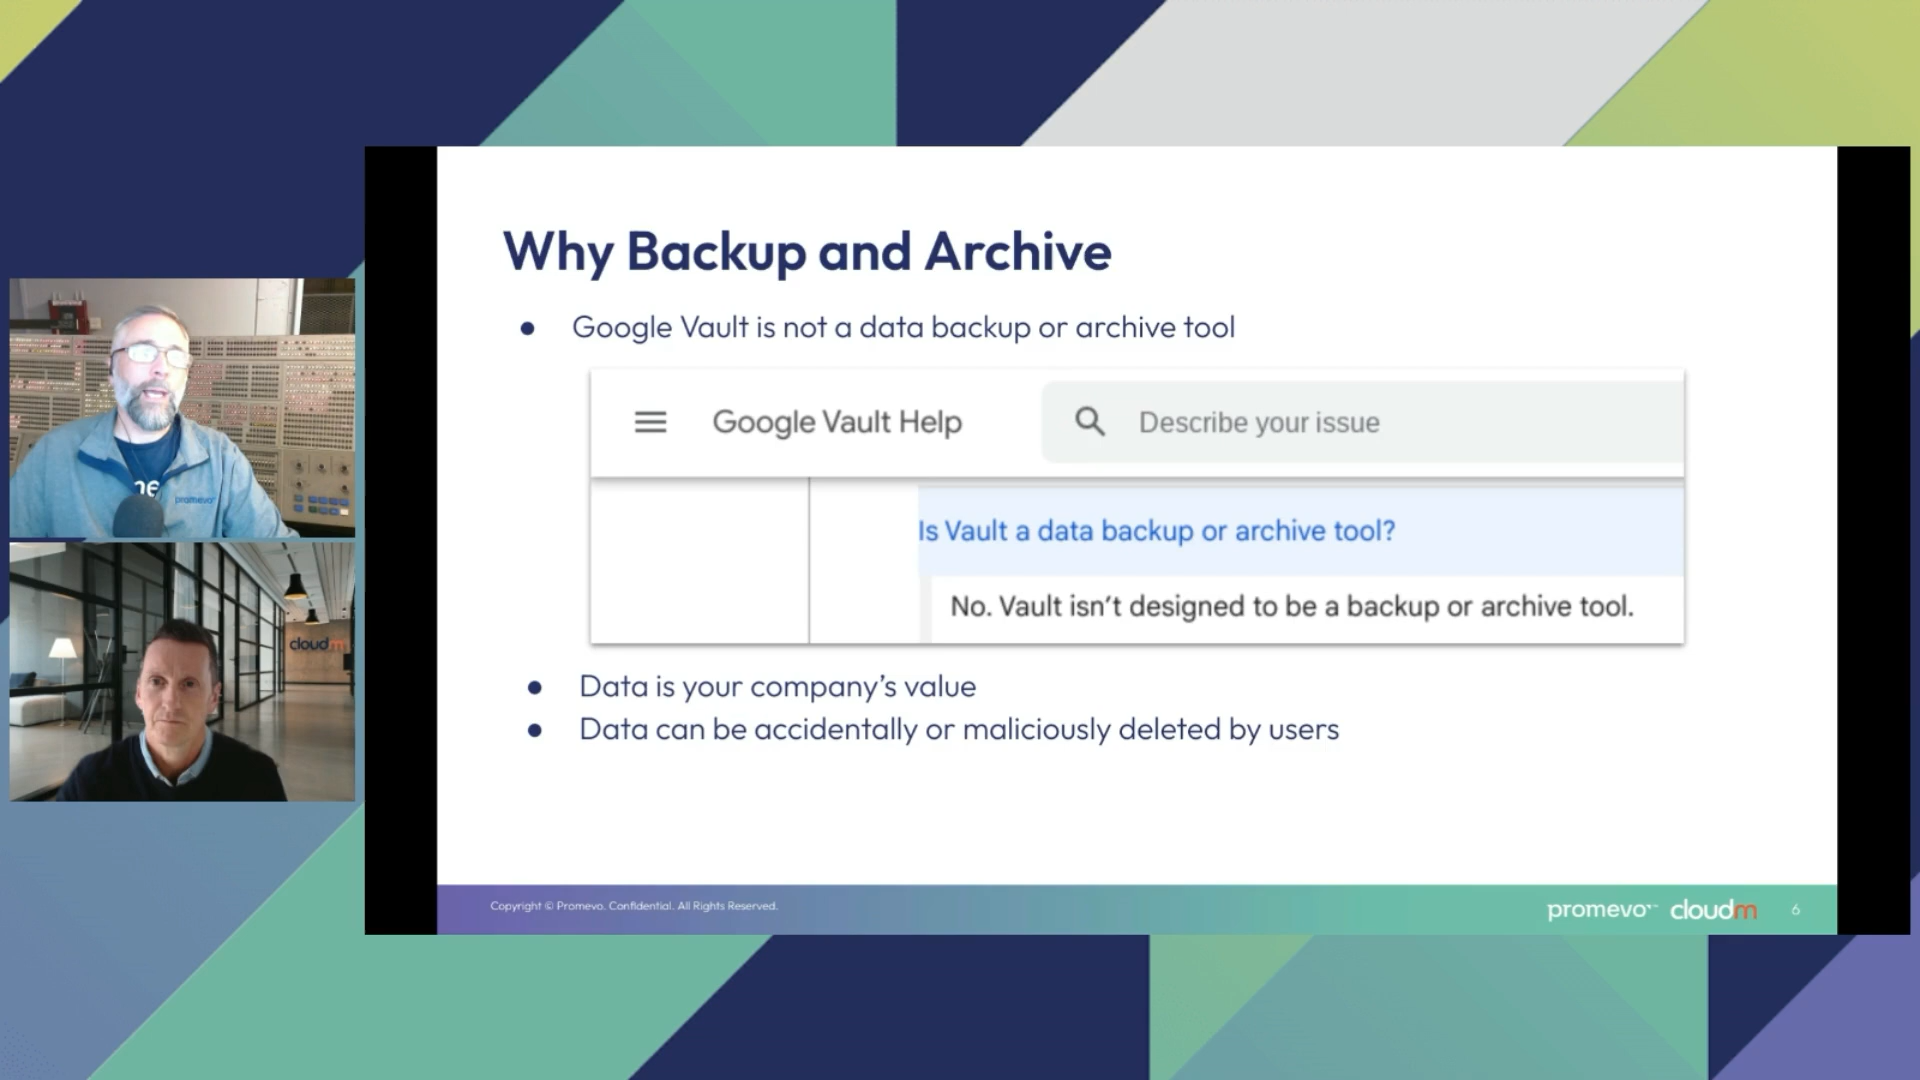 Why Backup and Archive
● Google Vault is not a data backup or archive tool
Google Vault Help
Describe your issue
Is Vault a data backup or archive tool?
No. Vault isn't designed to be a backup or archive tool.
● Data is your company's value
● Data can be accidentally or maliciously deleted by users
Copyright © Promevo. Confidential. All Rights Reserved.
promevo cloudm 6
ne
promevo
cloudm